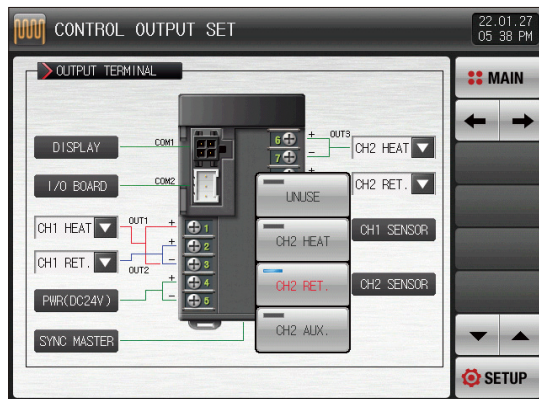 CONTROL OUTPUT SET
22.01.27
05 38 PM
OUTPUT TERMINAL
MAIN
DISPLAY
COM1
6 + OUT3
7 -
CH2 HEAT
I/O BOARD
COM2
+
CH2 RET.
UNUSE
CH1 HEAT
OUT1
+ 1
CH2 HEAT
CH1 SENSOR
- + 2
CH1 RET.
OUT2
- 3
CH2 RET.
CH2 SENSOR
PWR(DC24V)
+ 4
- 5
CH2 AUX.
SYNC MASTER
SETUP